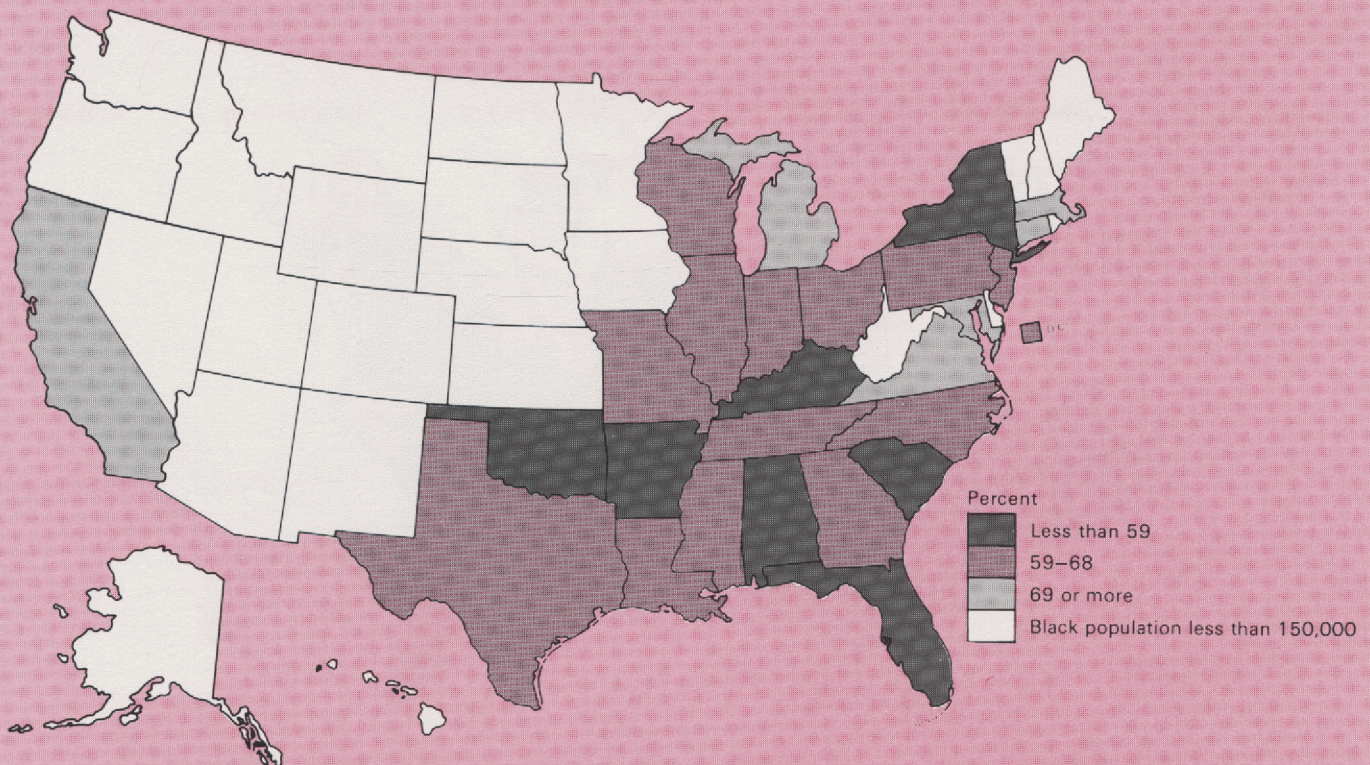 Percent
Less than 59
59–68
69 or more
Black population less than 150,000